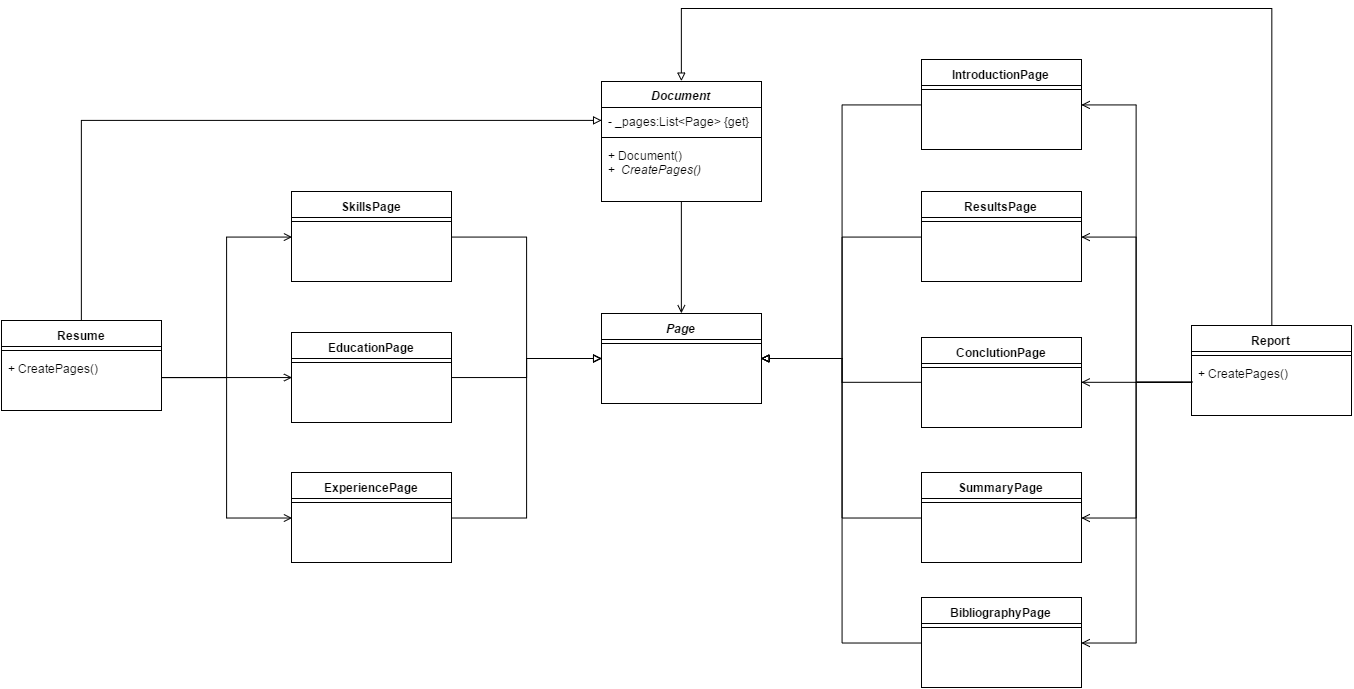 Document
- _pages:List<Page> {get}
+ Document()
+ CreatePages()
IntroductionPage
SkillsPage
ResultsPage
Resume
+ CreatePages()
EducationPage
Page
ConclutionPage
Report
+ CreatePages()
ExperiencePage
SummaryPage
BibliographyPage